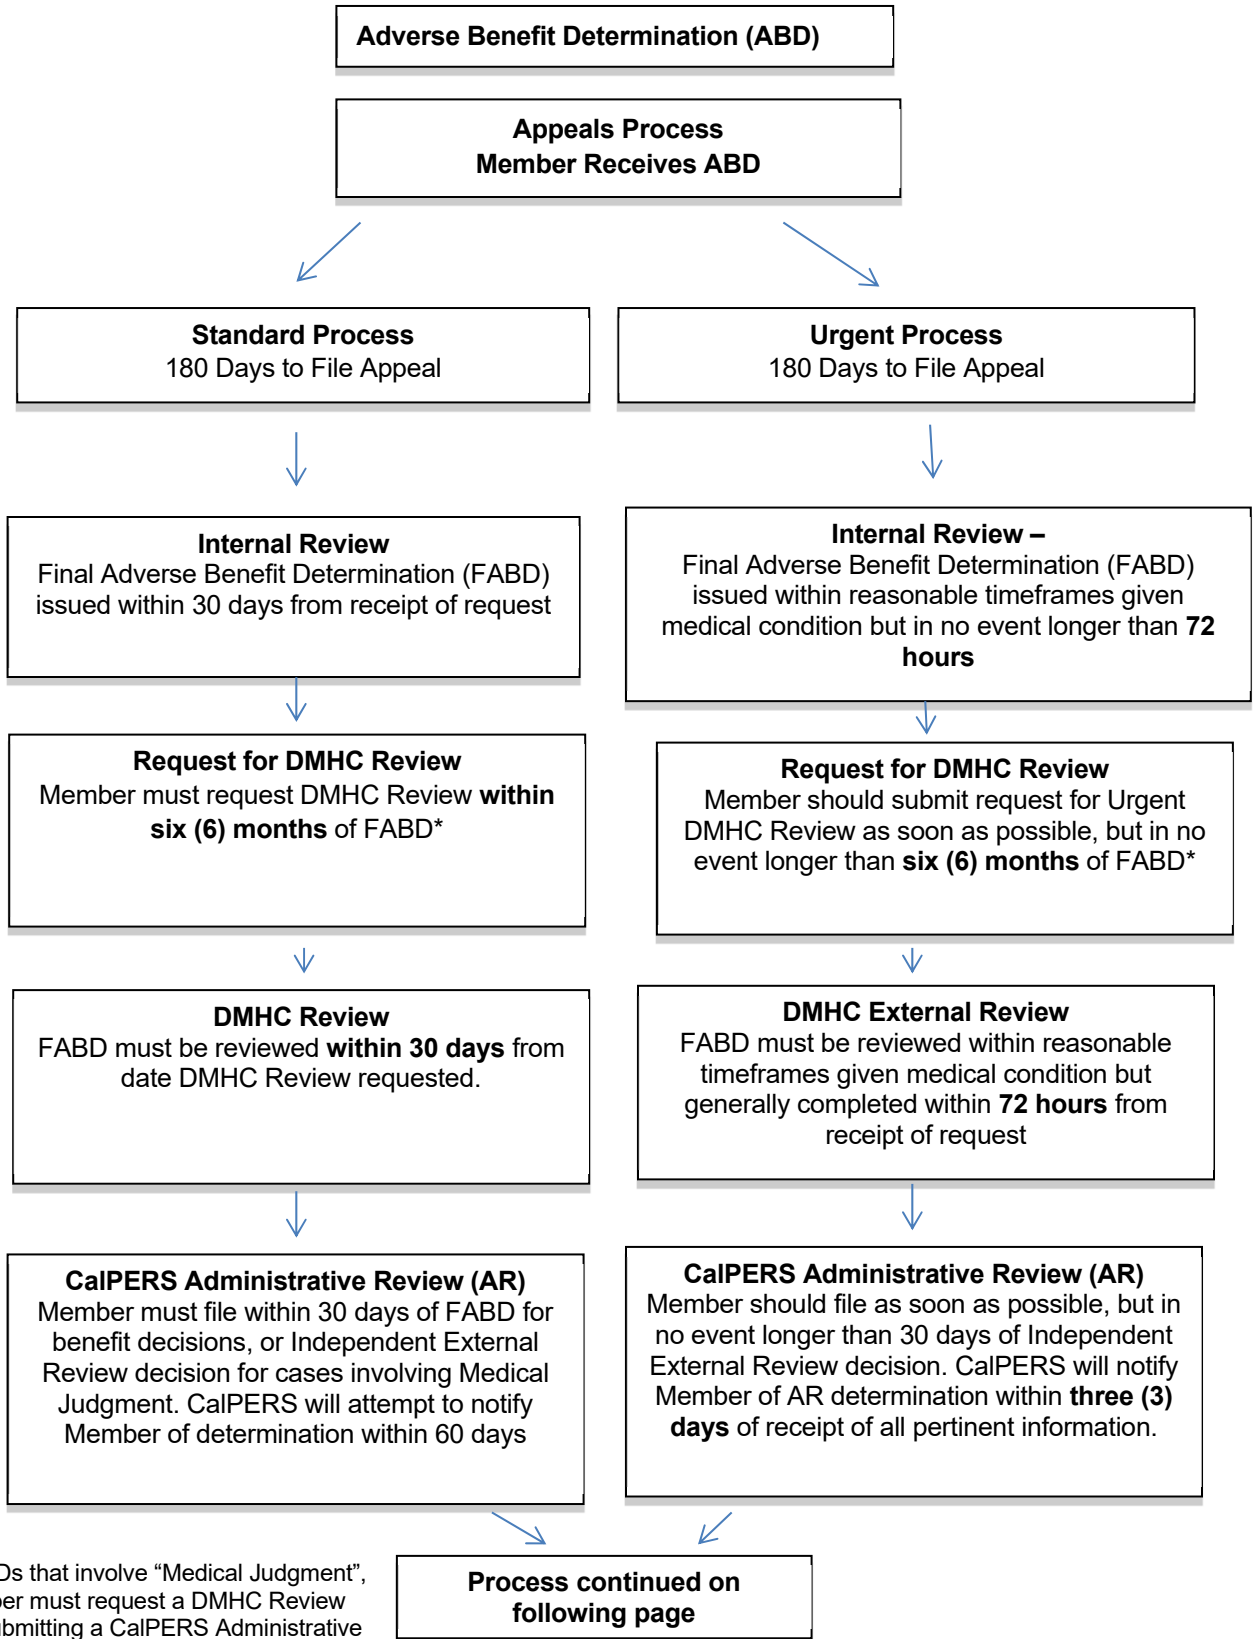 Adverse Benefit Determination (ABD)
Appeals Process
Member Receives ABD
Standard Process
180 Days to File Appeal
Urgent Process
180 Days to File Appeal
Internal Review
Final Adverse Benefit Determination (FABD)
issued within 30 days from receipt of request
Internal Review –
Final Adverse Benefit Determination (FABD)
issued within reasonable timeframes given
medical condition but in no event longer than 72
hours
Request for DMHC Review
Member must request DMHC Review within
six (6) months of FABD*
Request for DMHC Review
Member should submit request for Urgent
DMHC Review as soon as possible, but in no
event longer than six (6) months of FABD*
DMHC Review
FABD must be reviewed within 30 days from
date DMHC Review requested.
DMHC External Review
FABD must be reviewed within reasonable
timeframes given medical condition but
generally completed within 72 hours from
receipt of request
CalPERS Administrative Review (AR)
Member must file within 30 days of FABD for
benefit decisions, or Independent External
Review decision for cases involving Medical
Judgment. CalPERS will attempt to notify
Member of determination within 60 days
CalPERS Administrative Review (AR)
Member should file as soon as possible, but in
no event longer than 30 days of Independent
External Review decision. CalPERS will notify
Member of AR determination within three (3)
days of receipt of all pertinent information.
that involve “Medical Judgment”,
must request a DMHC Review
a CalPERS Administrative
Process continued on
following page